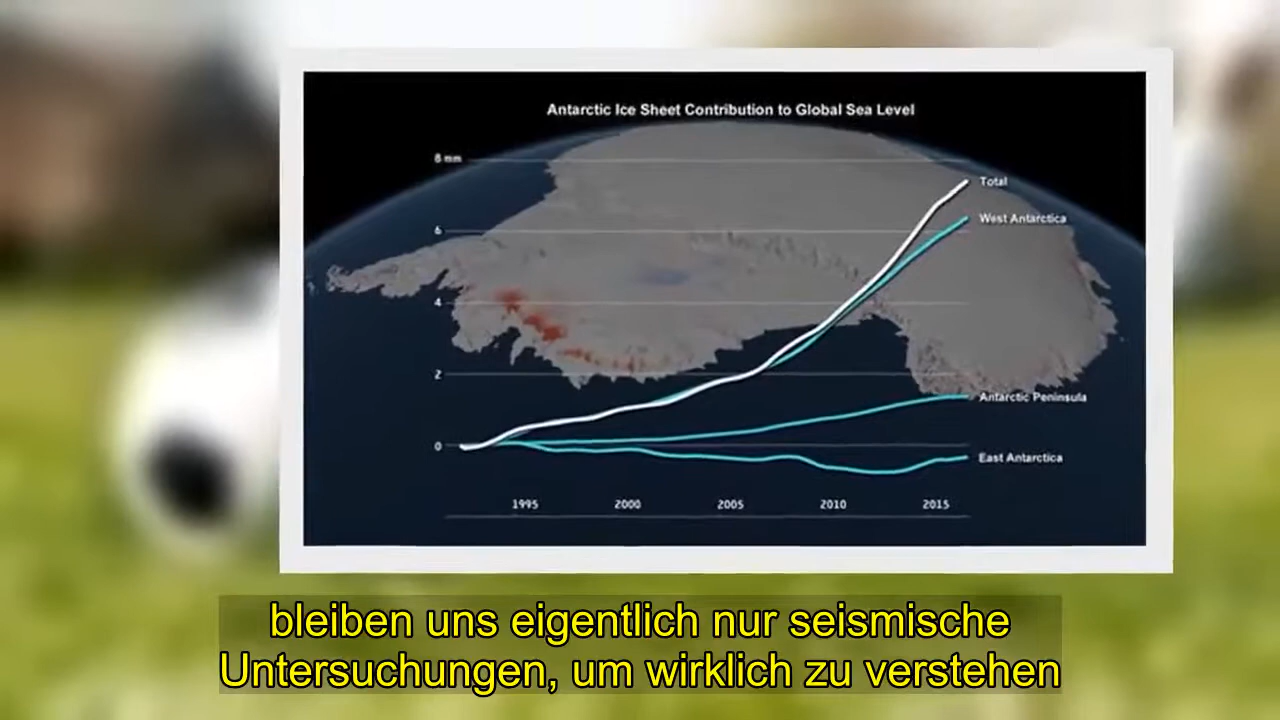 Antarctic Ice Sheet Contribution to Global Sea Level
8 mm
Total
West Antarctica
6
4
2
Antarctic Peninsula
0
East Antarctica
1995 2000 2005 2010 2015
bleiben uns eigentlich nur seismische
Untersuchungen, um wirklich zu verstehen